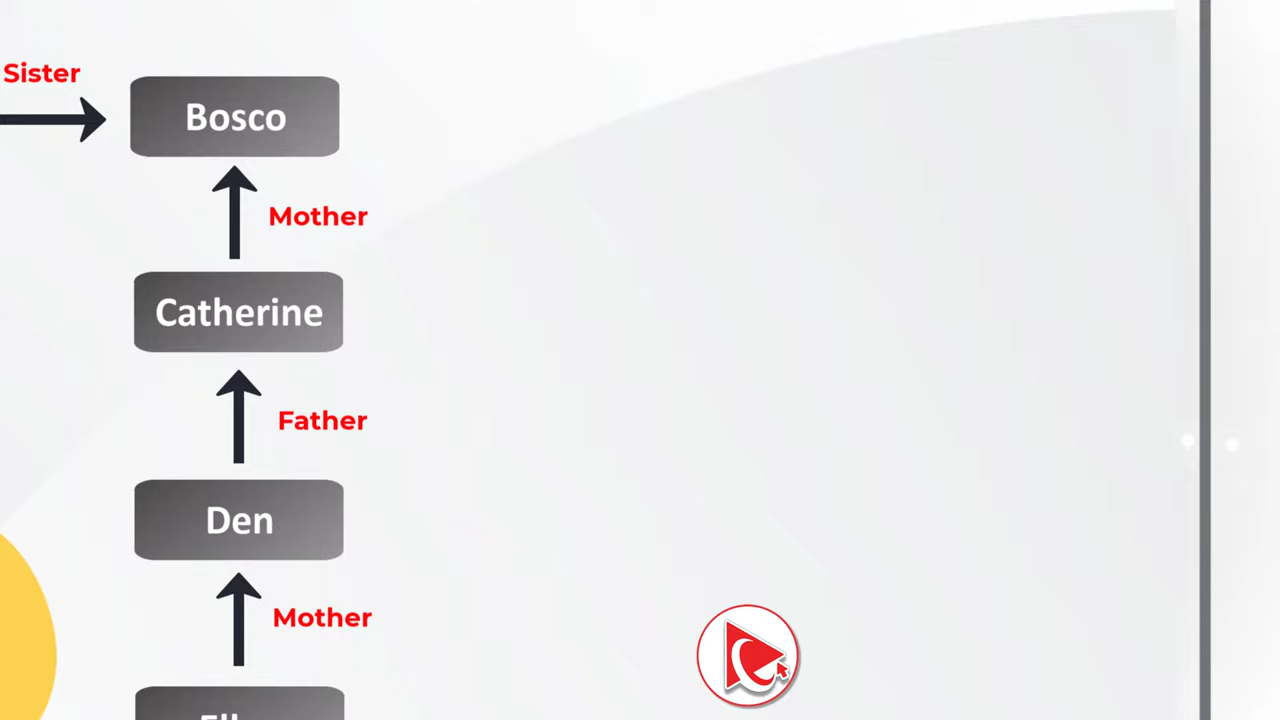 Sister
Bosco
Mother
Catherine
Father
Den
Mother